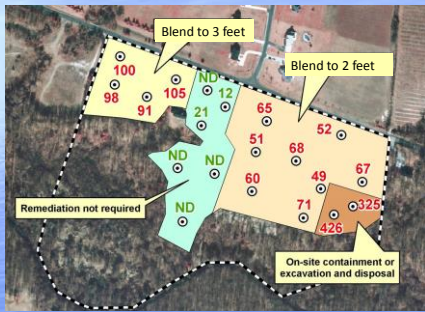 Blend to 3 feet
Blend to 2 feet
100
98
91
105
ND
12
21
ND
ND
ND
65
51
60
68
52
49
67
71
325
426
Remediation not required
On-site containment or
excavation and disposal